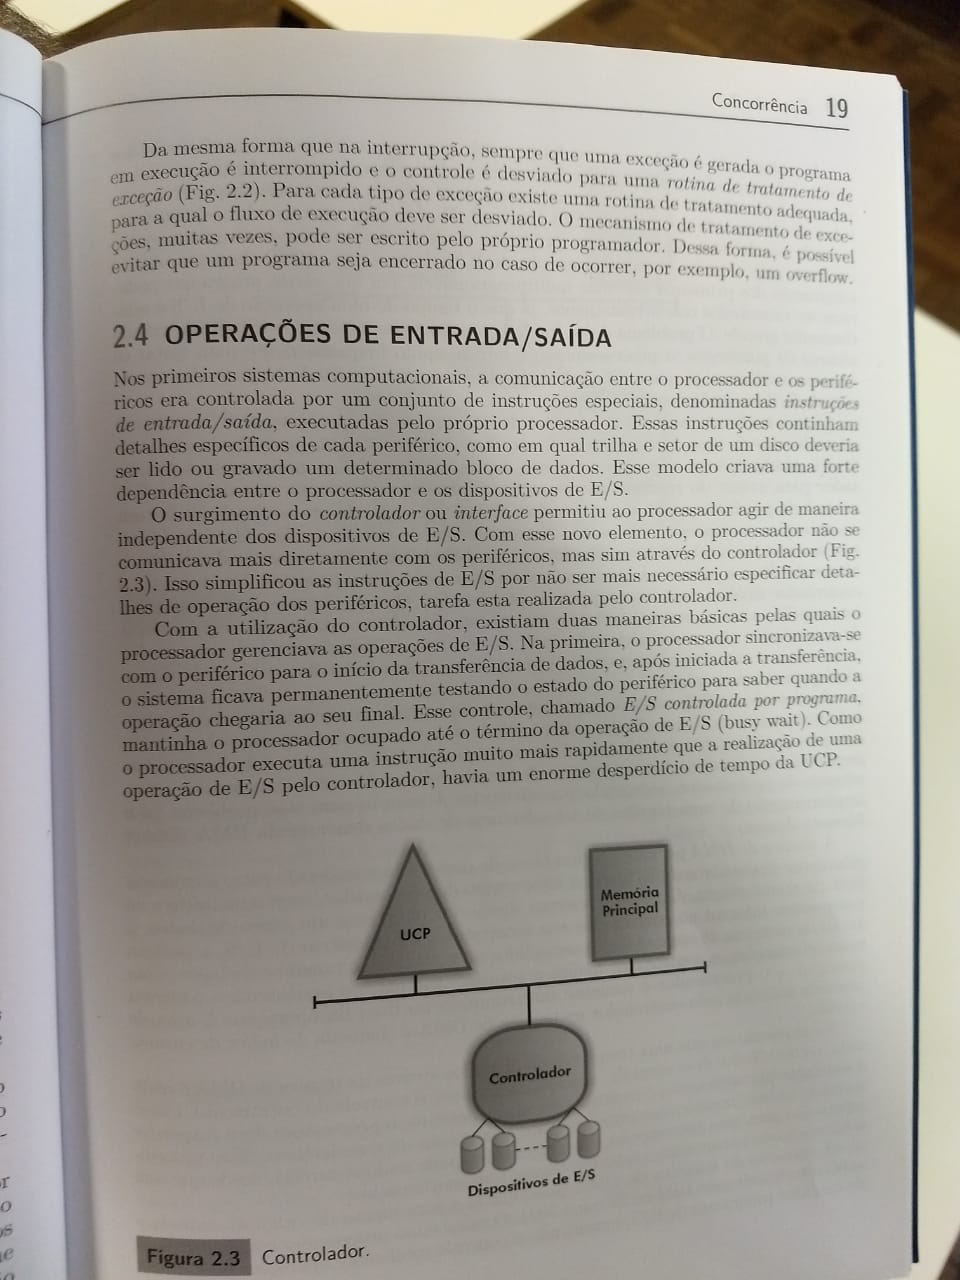 Concorrência 19
Da mesma forma que na interrupção, sempre que uma exceção é gerada o programa
em execução é interrompido e o controle é desviado para uma rotina de tratamento de
exceção (Fig. 2.2). Para cada tipo de exceção existe uma rotina de tratamento adequada,
para a qual o fluxo de execução deve ser desviado. O mecanismo de tratamento de exce-
ções, muitas vezes, pode ser escrito pelo próprio programador. Dessa forma, é possível
evitar que um programa seja encerrado no caso de ocorrer, por exemplo, um overflow.
2.4 OPERAÇÕES DE ENTRADA/SAÍDA
Nos primeiros sistemas computacionais, a comunicação entre o processador e os perifé-
ricos era controlada por um conjunto de instruções especiais, denominadas instruções
de entrada/saída, executadas pelo próprio processador. Essas instruções continham
detalhes específicos de cada periférico, como em qual trilha e setor de um disco deveria
ser lido ou gravado um determinado bloco de dados. Esse modelo criava uma forte
dependência entre o processador e os dispositivos de E/S.
O surgimento do controlador ou interface permitiu ao processador agir de maneira
independente dos dispositivos de E/S. Com esse novo elemento, o processador não se
comunicava mais diretamente com os periféricos, mas sim através do controlador (Fig.
2.3). Isso simplificou as instruções de E/S por não ser mais necessário especificar deta-
lhes de operação dos periféricos, tarefa esta realizada pelo controlador.
Com a utilização do controlador, existiam duas maneiras básicas pelas quais o
processador gerenciava as operações de E/S. Na primeira, o processador sincronizava-se
com o periférico para o início da transferência de dados, e, após iniciada a transferência,
o sistema ficava permanentemente testando o estado do periférico para saber quando a
operação chegaria ao seu final. Esse controle, chamado E/S controlada por programa,
mantinha o processador ocupado até o término da operação de E/S (busy wait). Como
o processador executa uma instrução muito mais rapidamente que a realização de uma
operação de E/S pelo controlador, havia um enorme desperdício de tempo da UCP.
UCP
Memória
Principal
Controlador
Dispositivos de E/S
Figura 2.3 Controlador.